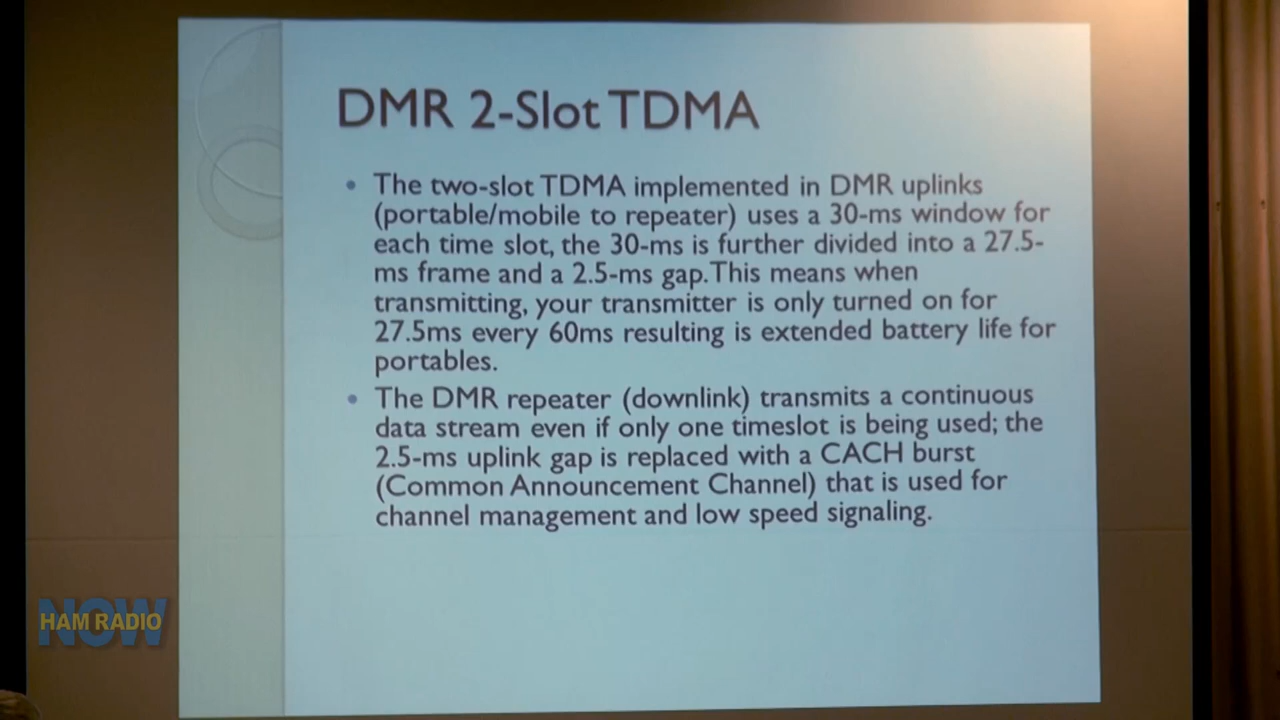 DMR 2-Slot TDMA
• The two-slot TDMA implemented in DMR uplinks
(portable/mobile to repeater) uses a 30-ms window for
each time slot, the 30-ms is further divided into a 27.5-
ms frame and a 2.5-ms gap. This means when
transmitting, your transmitter is only turned on for
27.5ms every 60ms resulting is extended battery life for
portables.
• The DMR repeater (downlink) transmits a continuous
data stream even if only one timeslot is being used; the
2.5-ms uplink gap is replaced with a CACH burst
(Common Announcement Channel) that is used for
channel management and low speed signaling.
NOW
HAM RADIO